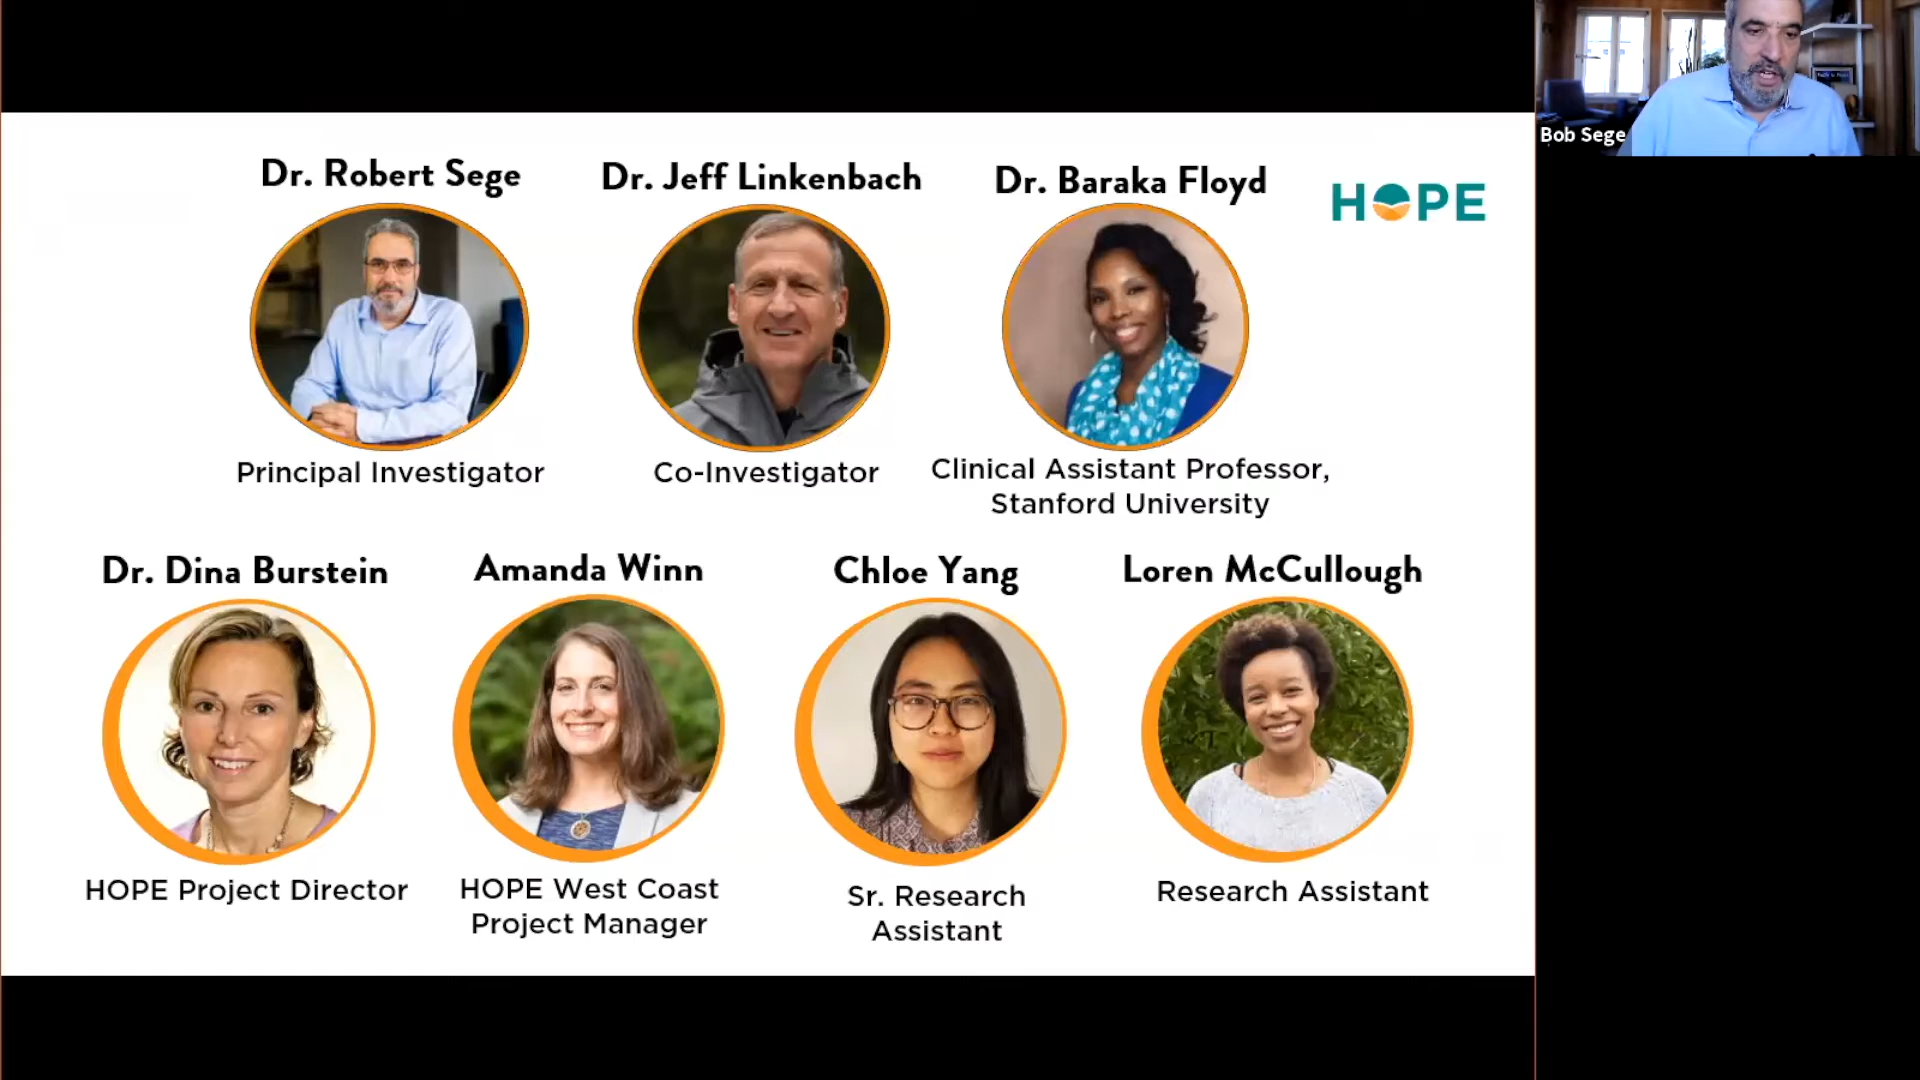 Dr. Robert Sege
Dr. Jeff Linkenbach
Dr. Baraka Floyd
HOPE
Principal Investigator
Co-Investigator
Clinical Assistant Professor,
Stanford University
Dr. Dina Burstein
Amanda Winn
Chloe Yang
Loren McCullough
HOPE Project Director
HOPE West Coast
Project Manager
Sr. Research
Assistant
Research Assistant
Bob Sege